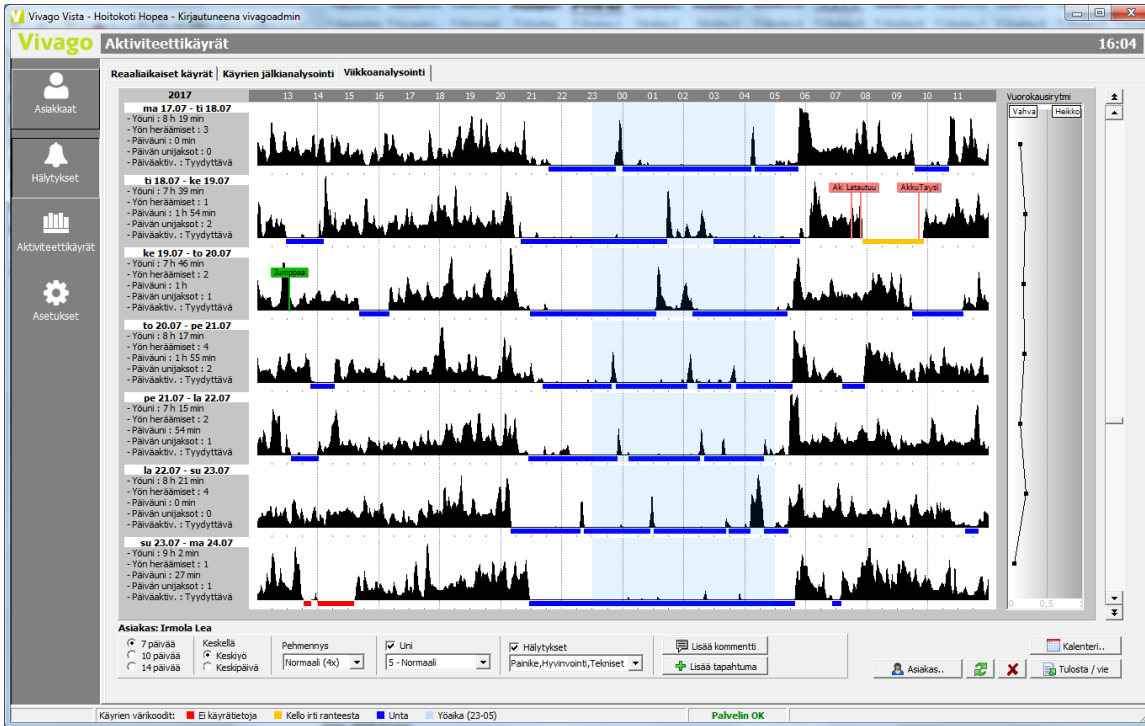 Vivago Vista - Hoitokoti Hopea - Kirjautuneena vivagoadmin
Vivago Aktiviteettikäyrät 16:04
Asiakkaat
Hälytykset
Aktiviteettikäyrät
Asetukset
Reaaliaikaiset käyrät Käyrien jälkianalysointi Viikkoanalysointi
2017 13 14 15 16 17 18 19 20 21 22 23 00 01 02 03 04 05 06 07 08 09 10 11
Vuorokausirytmi
Vahva Heikko
ma 17.07 - ti 18.07
- Yöuni : 8 h 19 min
- Yön heräämiset : 3
- Päiväuni : 0 min
- Päivän unijaksot : 0
- Päiväaktiv. : Tyydyttävä
ti 18.07 - ke 19.07
- Yöuni : 7 h 39 min
- Yön heräämiset : 1
- Päiväuni : 1 h 54 min
- Päivän unijaksot : 2
- Päiväaktiv. : Tyydyttävä
Ak Latautuu AkkuTäysi
ke 19.07 - to 20.07
- Yöuni : 7 h 46 min
- Yön heräämiset : 2
- Päiväuni : 1 h
- Päivän unijaksot : 1
- Päiväaktiv. : Tyydyttävä
Jumppaa
to 20.07 - pe 21.07
- Yöuni : 8 h 17 min
- Yön heräämiset : 4
- Päiväuni : 1 h 55 min
- Päivän unijaksot : 2
- Päiväaktiv. : Tyydyttävä
pe 21.07 - la 22.07
- Yöuni : 7 h 15 min
- Yön heräämiset : 2
- Päiväuni : 54 min
- Päivän unijaksot : 1
- Päiväaktiv. : Tyydyttävä
la 22.07 - su 23.07
- Yöuni : 8 h 21 min
- Yön heräämiset : 4
- Päiväuni : 0 min
- Päivän unijaksot : 0
- Päiväaktiv. : Tyydyttävä
su 23.07 - ma 24.07
- Yöuni : 9 h 2 min
- Yön heräämiset : 1
- Päiväuni : 27 min
- Päivän unijaksot : 1
- Päiväaktiv. : Tyydyttävä
0 0,5 1
Asiakas: Irmola Lea
7 päivää
10 päivää
14 päivää
Keskellä
Keskiyö
Keskipäivä
Pehmennys
Normaali (4x)
Uni
5 - Normaali
Hälytykset
Painike,Hyvinvointi,Tekniset
Lisää kommentti
Lisää tapahtuma
Kalenteri..
Asiakas..
Tulosta / vie
Käyrien värikoodit: Ei käyrätietoja Kello irti ranteesta Unta Yöaika (23-05) Palvelin OK